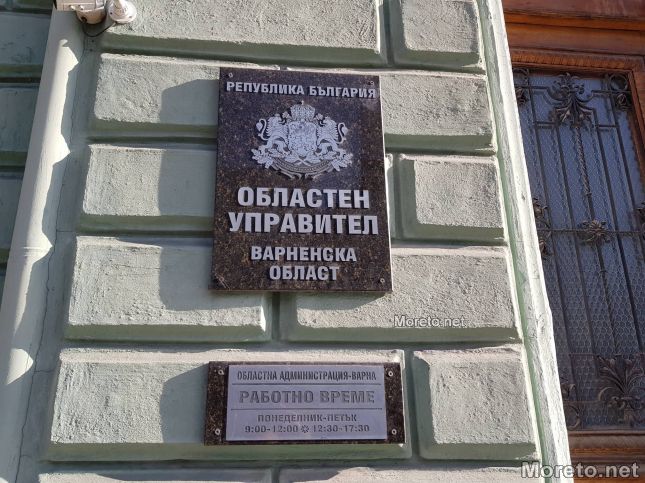 РЕПУБЛИКА БЪЛГАРИЯ
ОБЛАСТЕН
УПРАВИТЕЛ
ВАРНЕНСКА
ОБЛАСТ
Moreto.net
ОБЛАСТНА АДМИНИСТРАЦИЯ-ВАРНА
РАБОТНО ВРЕМЕ
ПОНЕДЕЛНИК-ПЕТЪК
9:00-12:00 ☼ 12:30-17:30
Moreto.net